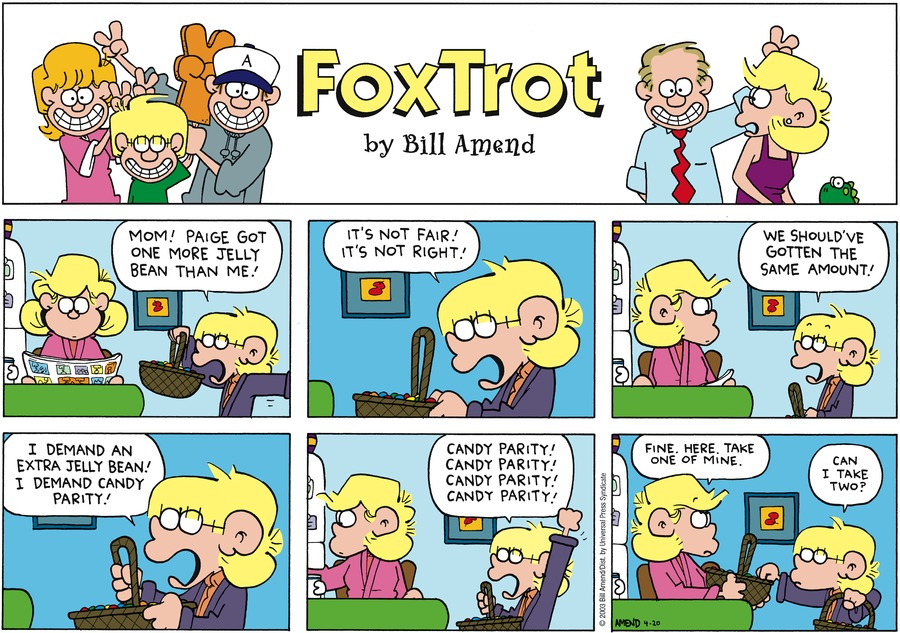 A
FoxTrot
by Bill Amend
MOM! PAIGE GOT
ONE MORE JELLY
BEAN THAN ME!
IT'S NOT FAIR!
IT'S NOT RIGHT!
WE SHOULD'VE
GOTTEN THE
SAME AMOUNT!
I DEMAND AN
EXTRA JELLY BEAN!
I DEMAND CANDY
PARITY!
CANDY PARITY!
CANDY PARITY!
CANDY PARITY!
CANDY PARITY!
© 2003 Bill Amend/Dist. by Universal Press Syndicate
FINE. HERE. TAKE
ONE OF MINE.
CAN
I TAKE
TWO?
AMEND 4-20